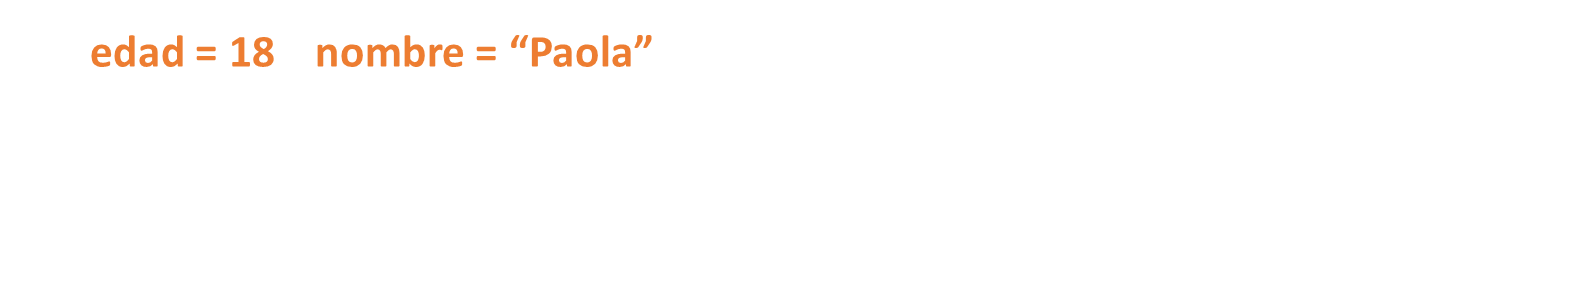 edad = 18 nombre = “Paola”